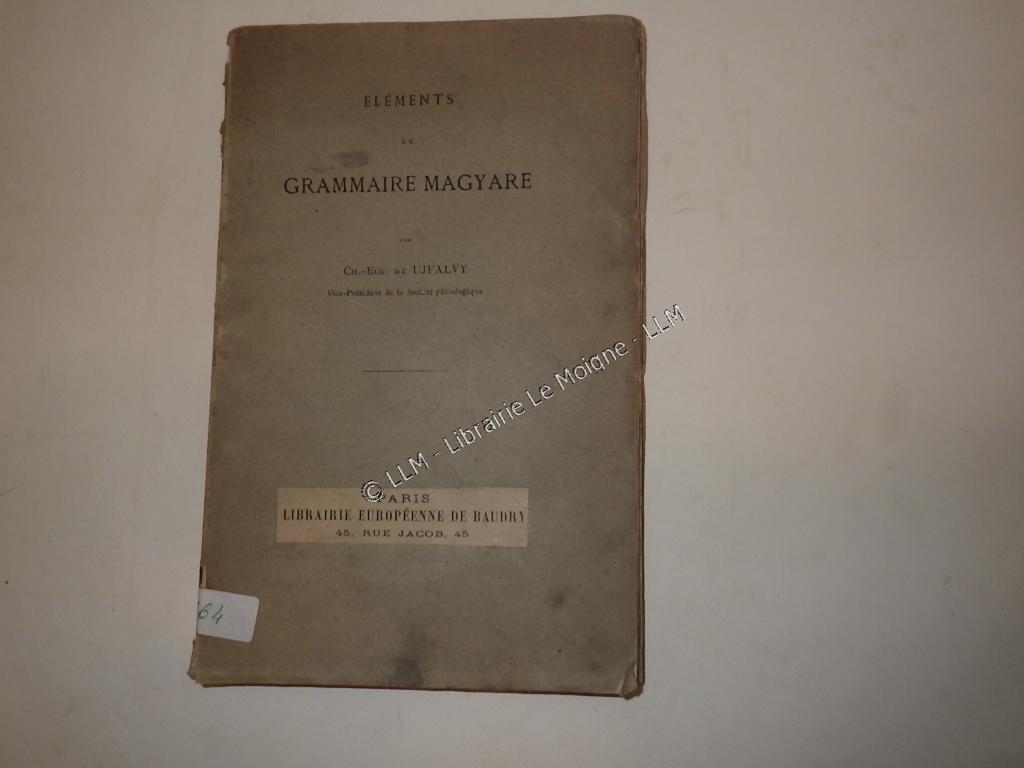 ÉLÉMENTS
DE
GRAMMAIRE MAGYARE
PAR
CH.-EUG. DE UJFALVY
Vice-Président de la Société philologique
© LLM - Librairie Le Moigne - LLM
PARIS
LIBRAIRIE EUROPÉENNE DE BAUDRY
45, RUE JACOB, 45
64